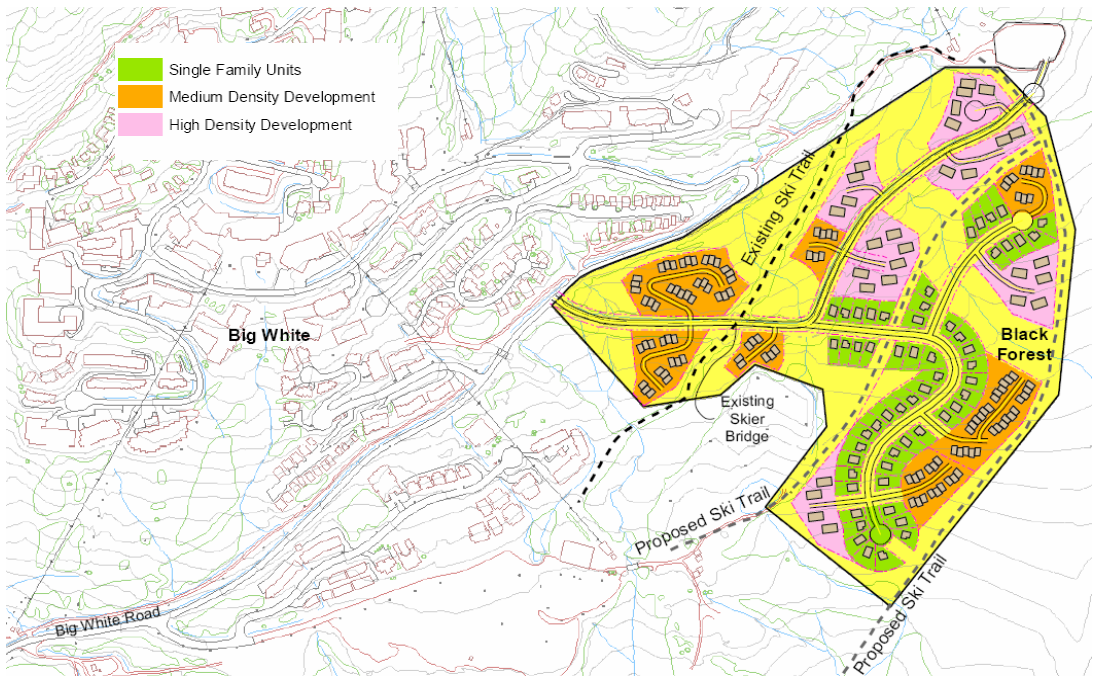 Single Family Units
Medium Density Development
High Density Development
Existing Ski Trail
Big White
Black
Forest
Existing
Skier
Bridge
Proposed Ski Trail
Big White Road
Proposed Ski Trail